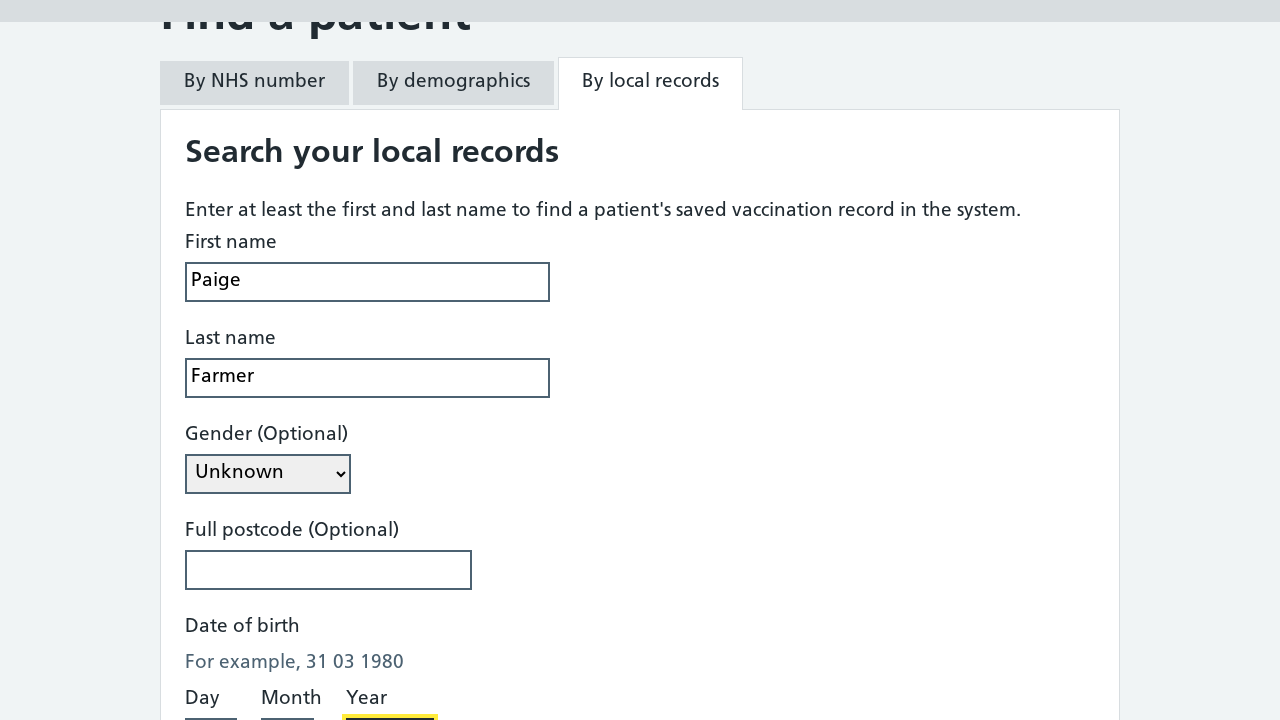 Find a patient
By NHS number
By demographics
By local records
Search your local records
Enter at least the first and last name to find a patient's saved vaccination record in the system.
First name
Paige
Last name
Farmer
Gender (Optional)
Unknown
Full postcode (Optional)
Date of birth
For example, 31 03 1980
Day Month Year